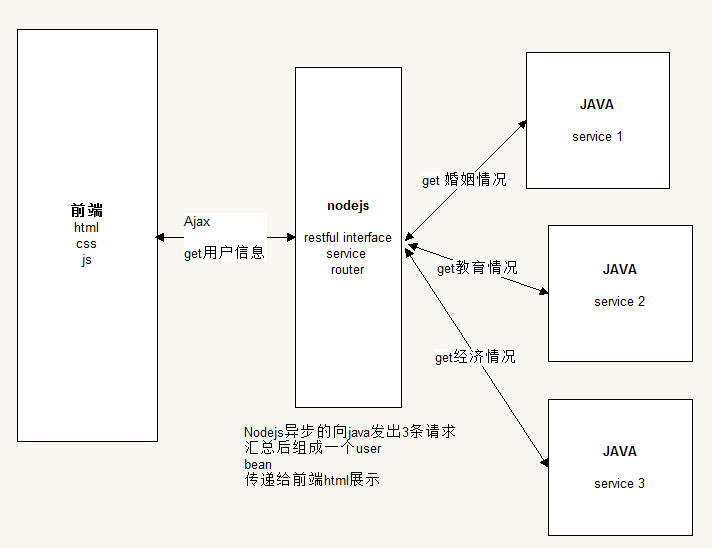 前端
html
css
js
Ajax
get用户信息
nodejs
restful interface
service
router
get 婚姻情况
get教育情况
get经济情况
JAVA
service 1
JAVA
service 2
JAVA
service 3
Nodejs异步的向java发出3条请求
汇总后组成一个user
bean
传递给前端html展示